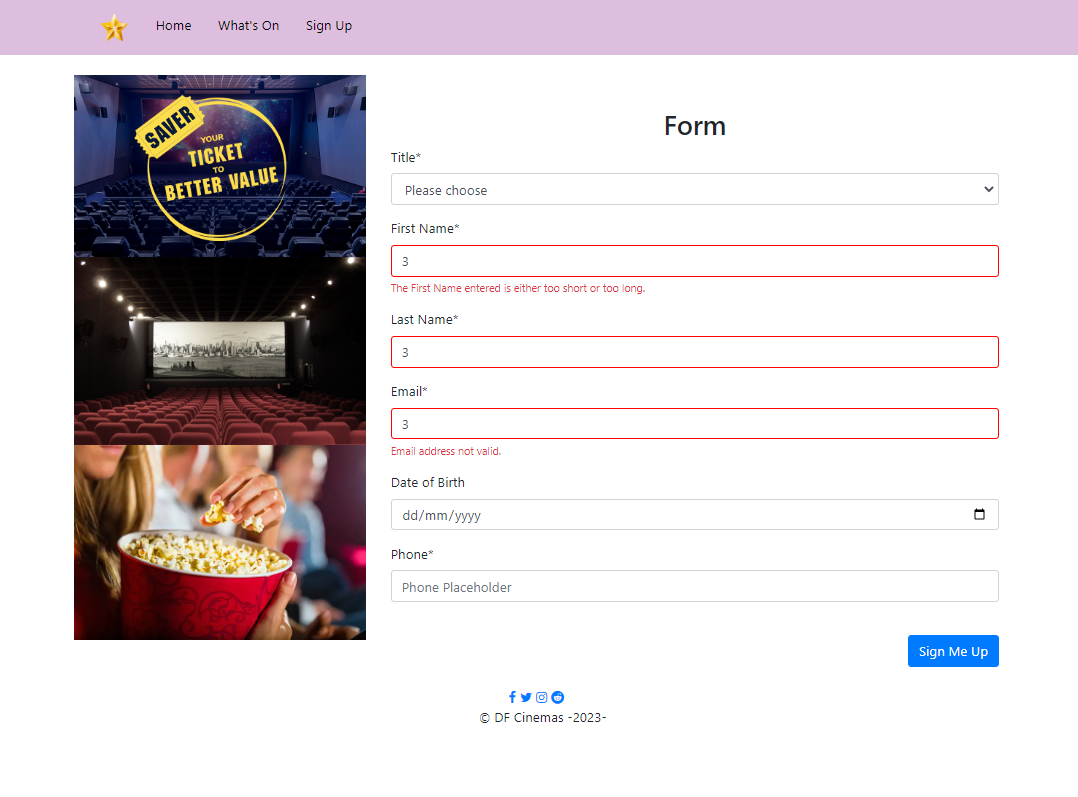 Home What's On Sign Up
SAVER
YOUR
TICKET
TO
BETTER VALUE
Form
Title*
Please choose
First Name*
3
The First Name entered is either too short or too long.
Last Name*
3
Email*
3
Email address not valid.
Date of Birth
dd/mm/yyyy
Phone*
Phone Placeholder
Sign Me Up
© DF Cinemas -2023-